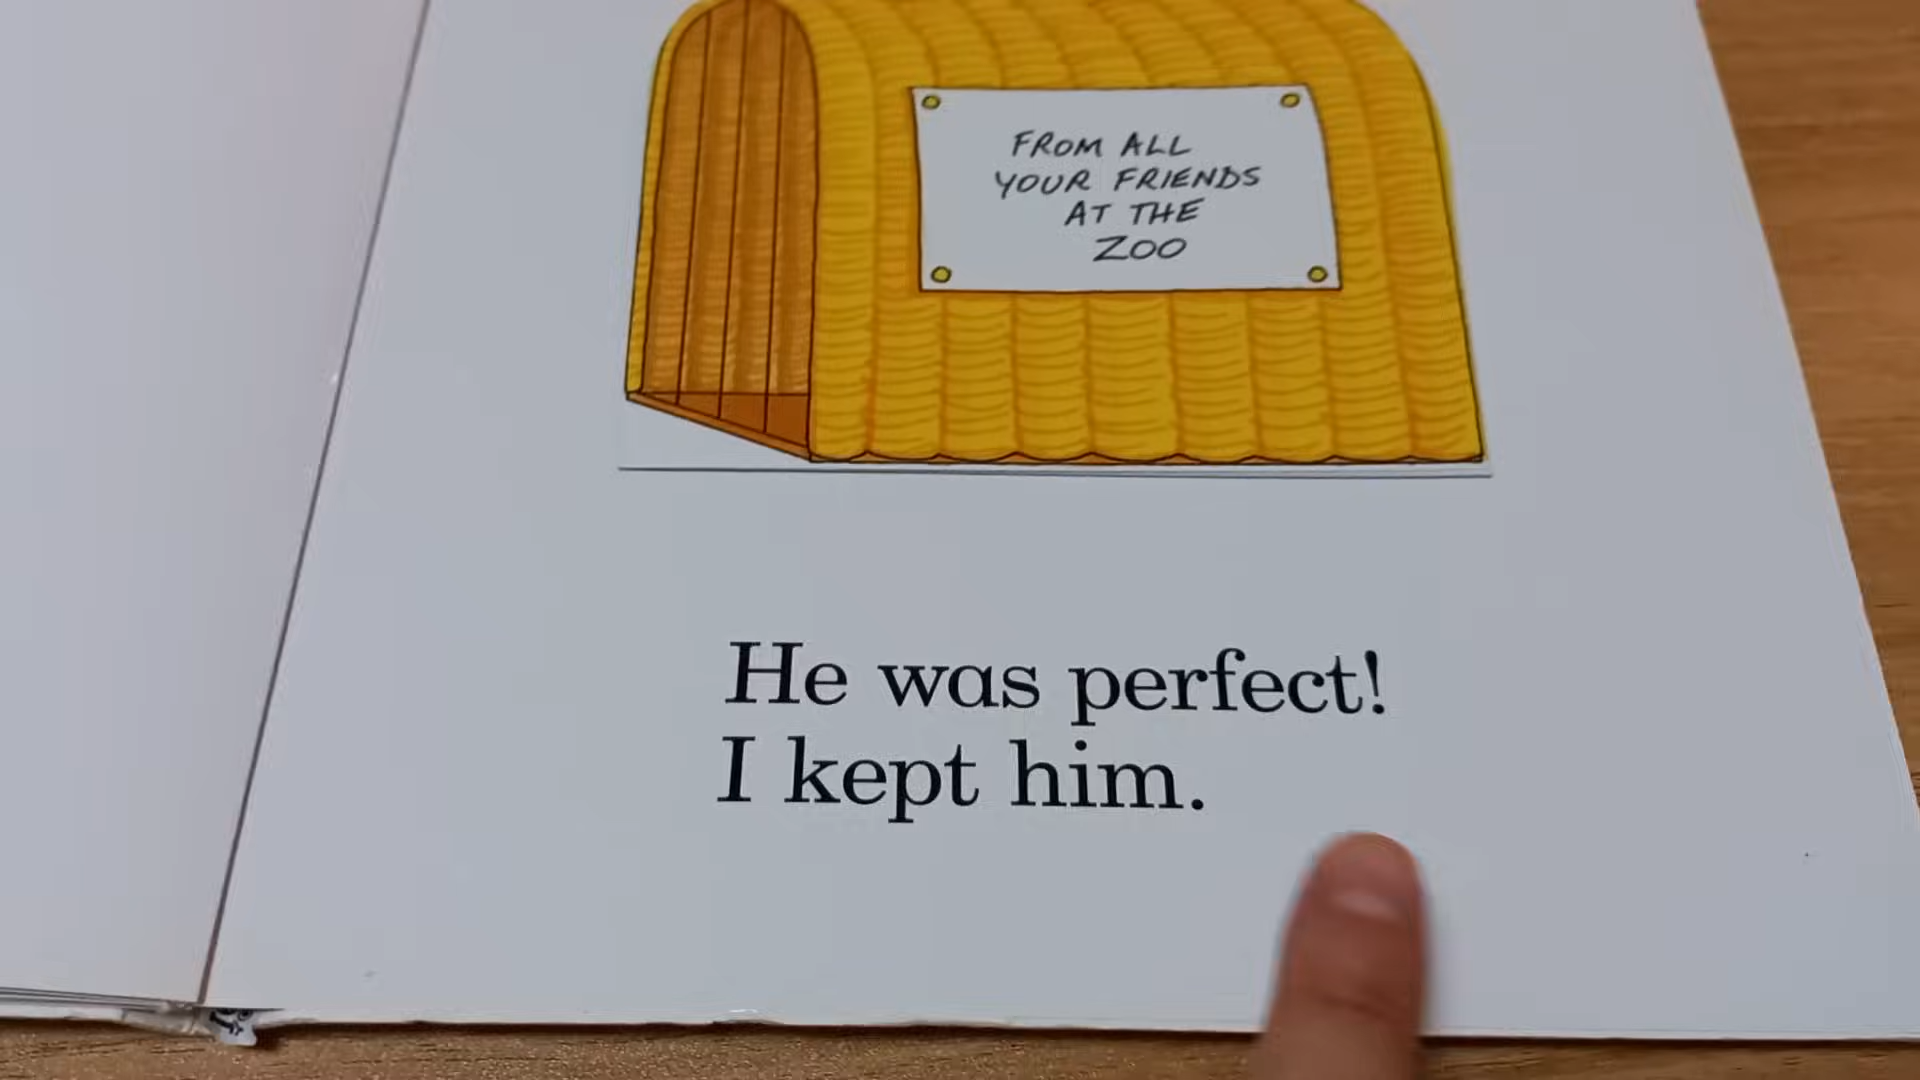 FROM ALL
YOUR FRIENDS
AT THE
ZOO
He was perfect!
I kept him.